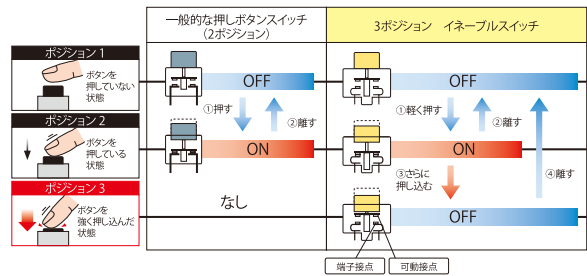 一般的な押しボタンスイッチ
（2ポジション）
3ポジション　イネーブルスイッチ
ポジション 1
ボタンを
押していない
状態
OFF
OFF
①押す
②離す
①軽く押す
②離す
ポジション 2
ボタンを
押している
状態
ON
ON
③さらに
押し込む
④離す
ポジション 3
ボタンを
強く押し込んだ
状態
なし
OFF
端子接点
可動接点